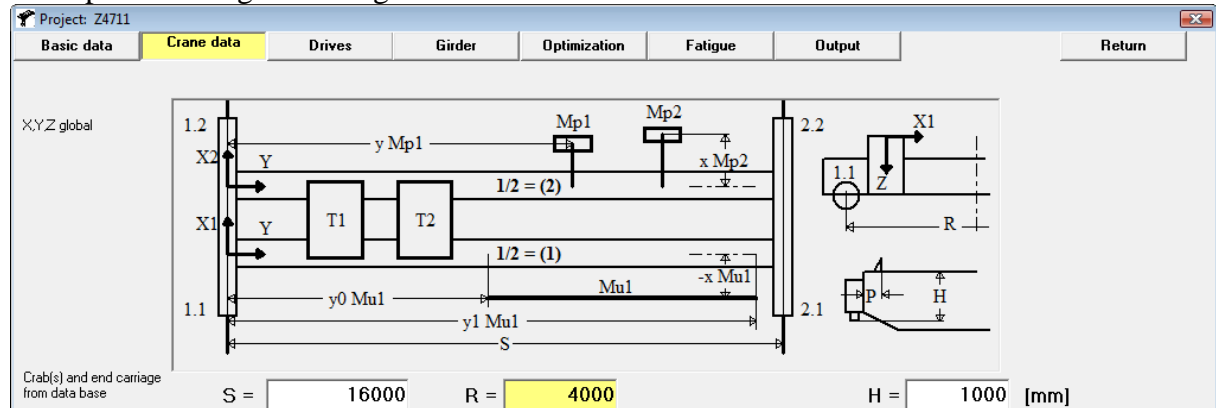 Project: Z4711
Basic data Crane data Drives Girder Optimization Fatigue Output Return
X,Y,Z global
1.2 Mp1 Mp2 2.2 X1
X2 Y y Mp1 x Mp2 1.1 Z
1/2 = (2)
X1 Y T1 T2 R
1/2 = (1)
-x Mu1
1.1 y0 Mu1 Mu1 2.1 P H
y1 Mu1
S
Crab(s) and end carriage
from data base
S = 16000 R = 4000 H = 1000 [mm]